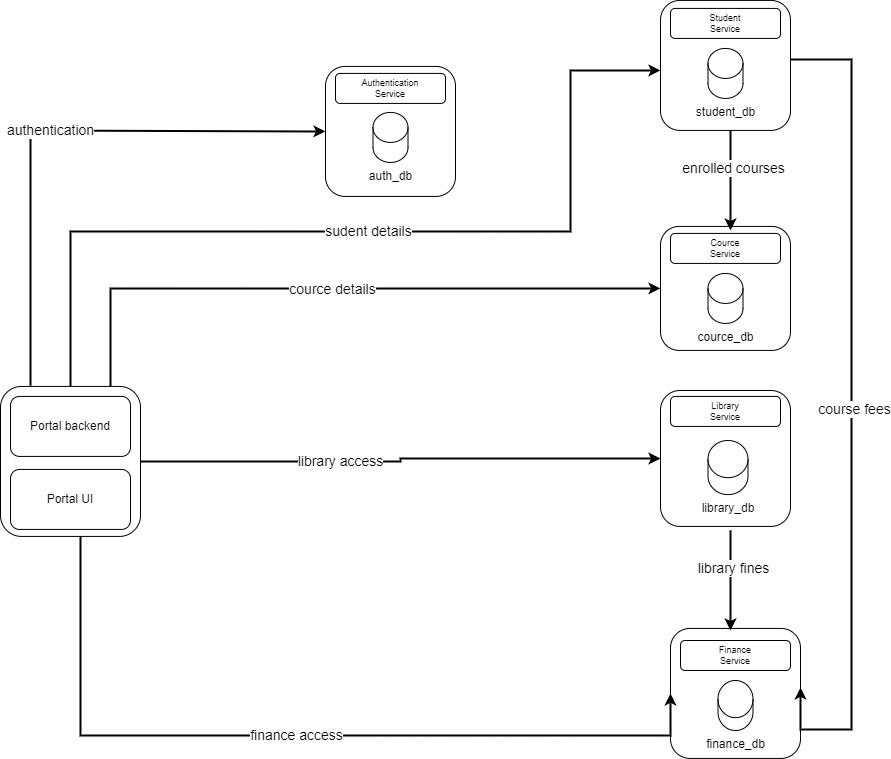 Student
Service
student_db
Authentication
Service
auth_db
authentication
enrolled courses
sudent details
Cource
Service
cource_db
cource details
Library
Service
library_db
course fees
Portal backend
Portal UI
library access
library fines
Finance
Service
finance_db
finance access